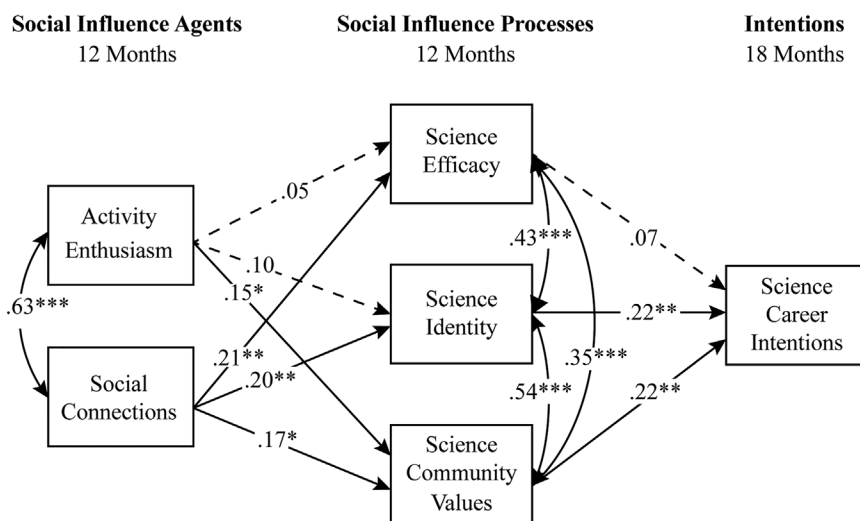 Social Influence Agents
12 Months
Social Influence Processes
12 Months
Intentions
18 Months
Science
Efficacy
Activity
Enthusiasm
.05
.10
.15*
.63***
.43***
.07
Science
Identity
.22**
Science
Career
Intentions
.21**
.20**
.35***
Social
Connections
.54***
.22**
.17*
Science
Community
Values